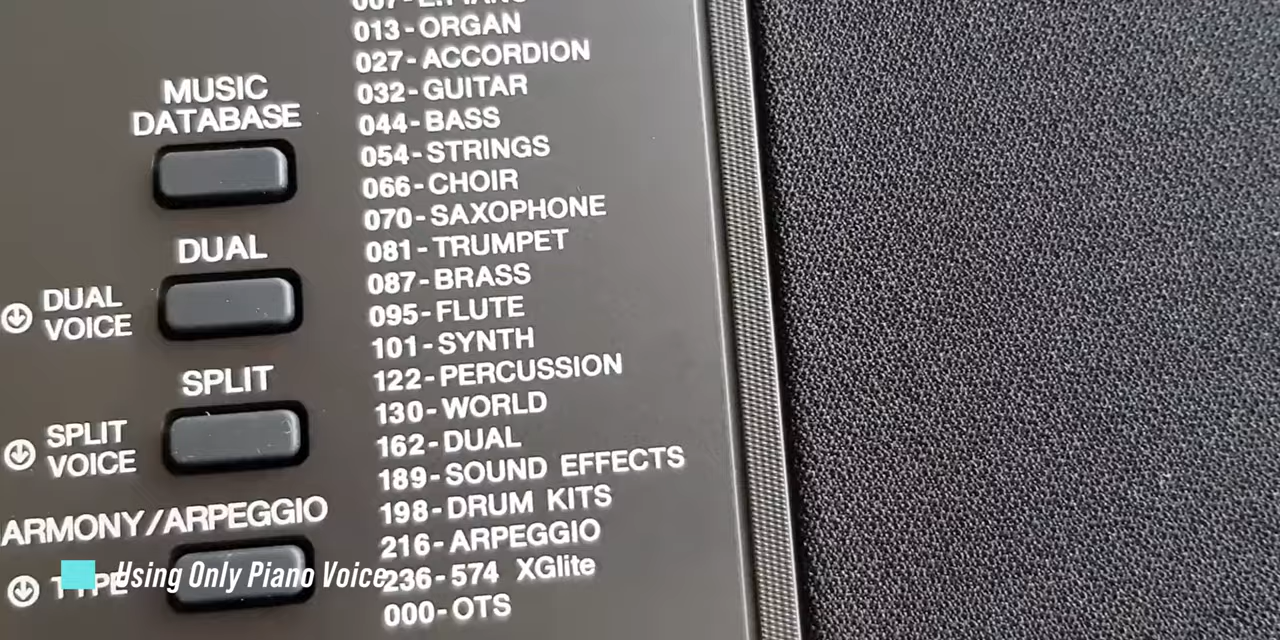 MUSIC
DATABASE
DUAL
DUAL
VOICE
SPLIT
SPLIT
VOICE
ARMONY/ARPEGGIO
TYPE
013-ORGAN
027-ACCORDION
032-GUITAR
044-BASS
054-STRINGS
066-CHOIR
070-SAXOPHONE
081-TRUMPET
087-BRASS
095-FLUTE
101-SYNTH
122-PERCUSSION
130-WORLD
162-DUAL
189-SOUND EFFECTS
198-DRUM KITS
216-ARPEGGIO
236-574 XGlite
000-OTS
Using Only Piano Voice